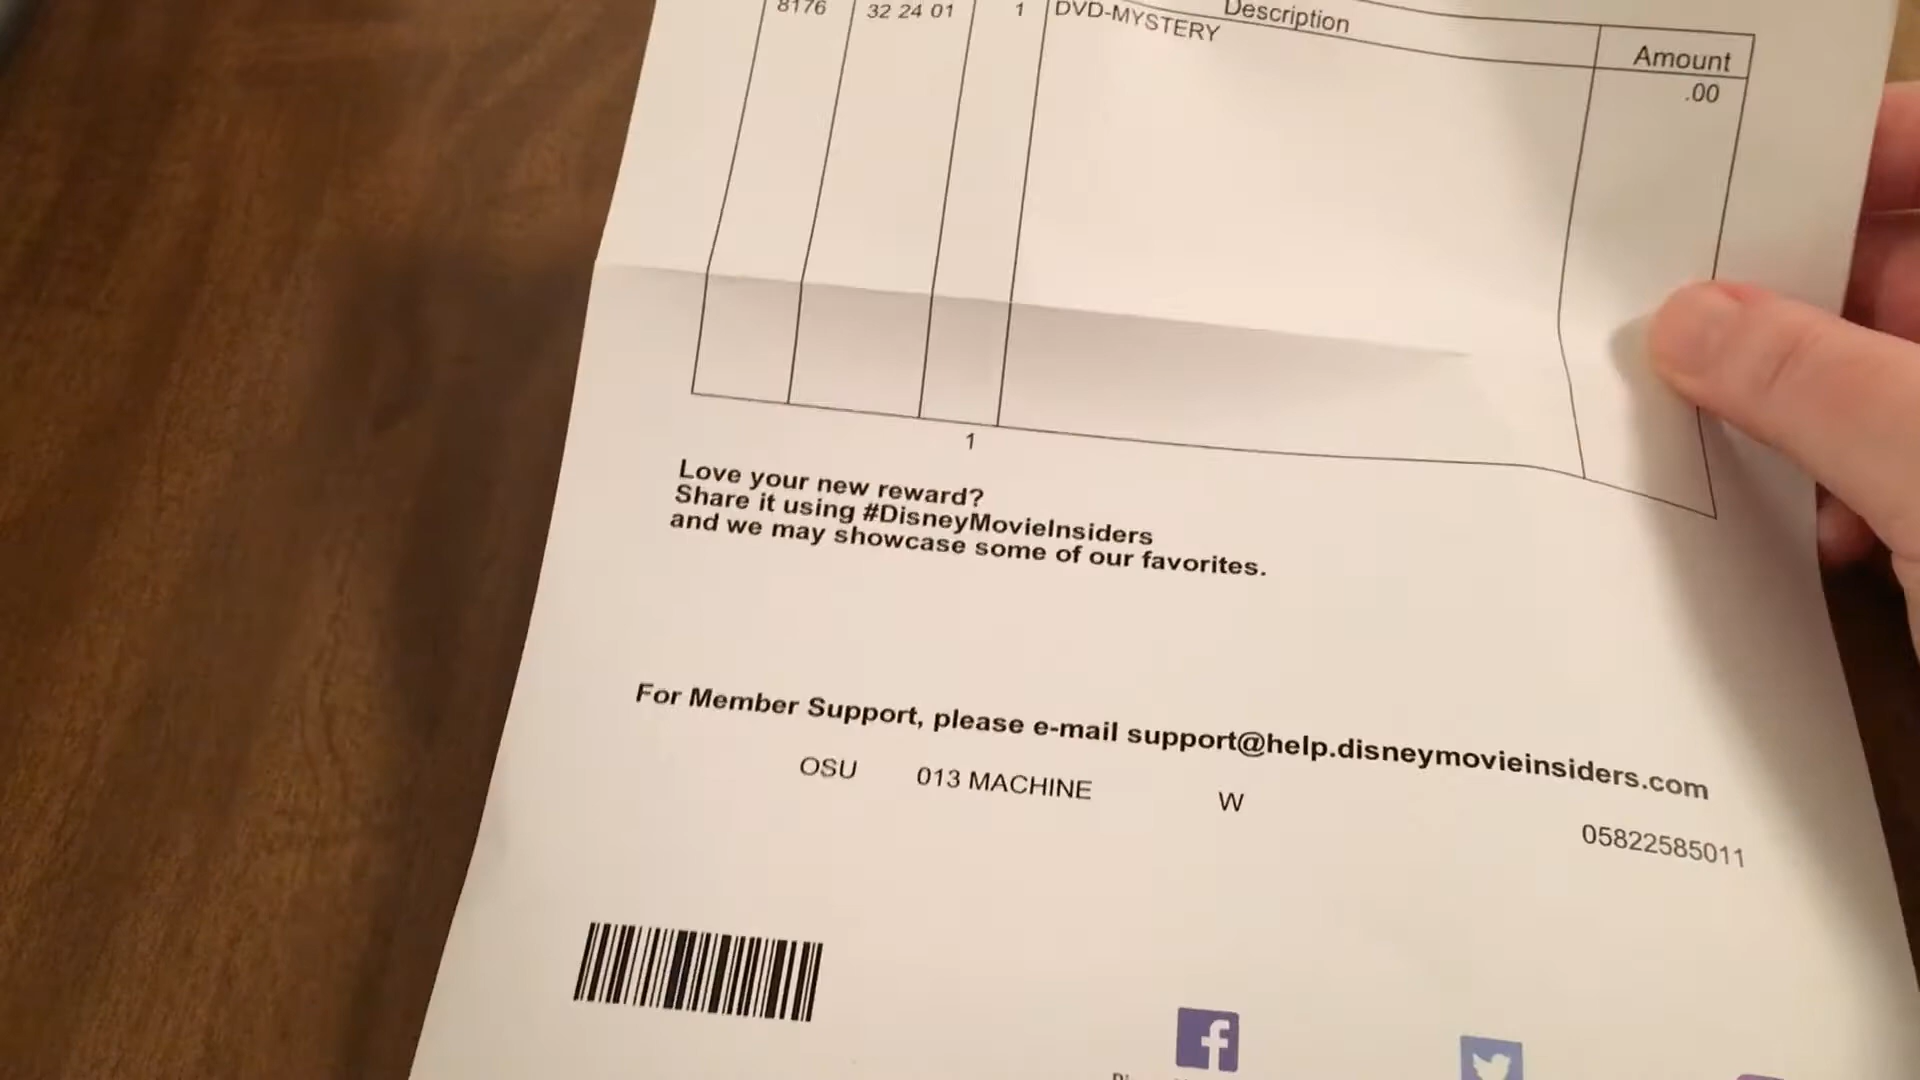 Description
Amount
8176 32 24 01 1 DVD-MYSTERY .00
1
Love your new reward?
Share it using #DisneyMovieInsiders
and we may showcase some of our favorites.
For Member Support, please e-mail support@help.disneymovieinsiders.com
OSU 013 MACHINE W 05822585011
f